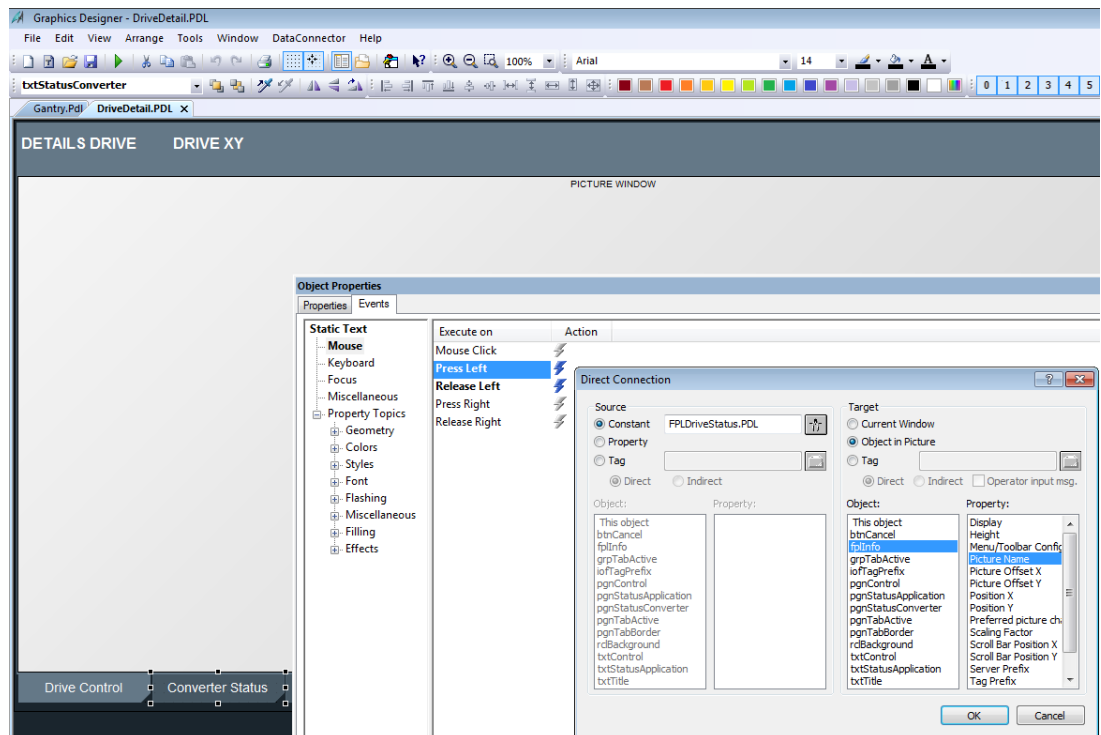 Graphics Designer - DriveDetail.PDL
File Edit View Arrange Tools Window DataConnector Help
100% Arial 14 A
txtStatusConverter 0 1 2 3 4 5
Gantry.Pdl DriveDetail.PDL X
DETAILS DRIVE DRIVE XY
PICTURE WINDOW
Object Properties
Properties Events
Static Text
Mouse
Keyboard
Focus
Miscellaneous
Property Topics
Geometry
Colors
Styles
Font
Flashing
Miscellaneous
Filling
Effects
Execute on Action
Mouse Click
Press Left
Release Left
Press Right
Release Right
Direct Connection
Source
Constant FPLDriveStatus.PDL
Property
Tag
Direct Indirect
Object: Property:
This object
btnCancel
fplInfo
grpTabActive
iofTagPrefix
pgnControl
pgnStatusApplication
pgnStatusConverter
pgnTabActive
pgnTabBorder
rclBackground
txtControl
txtStatusApplication
txtTitle
Target
Current Window
Object in Picture
Tag
Direct Indirect Operator input msg.
Object: Property:
This object
btnCancel
fplInfo
grpTabActive
iofTagPrefix
pgnControl
pgnStatusApplication
pgnStatusConverter
pgnTabActive
pgnTabBorder
rclBackground
txtControl
txtStatusApplication
txtTitle
Display
Height
Menu/Toolbar Config
Picture Name
Picture Offset X
Picture Offset Y
Position X
Position Y
Preferred picture cha
Scaling Factor
Scroll Bar Position X
Scroll Bar Position Y
Server Prefix
Tag Prefix
OK Cancel
Drive Control Converter Status